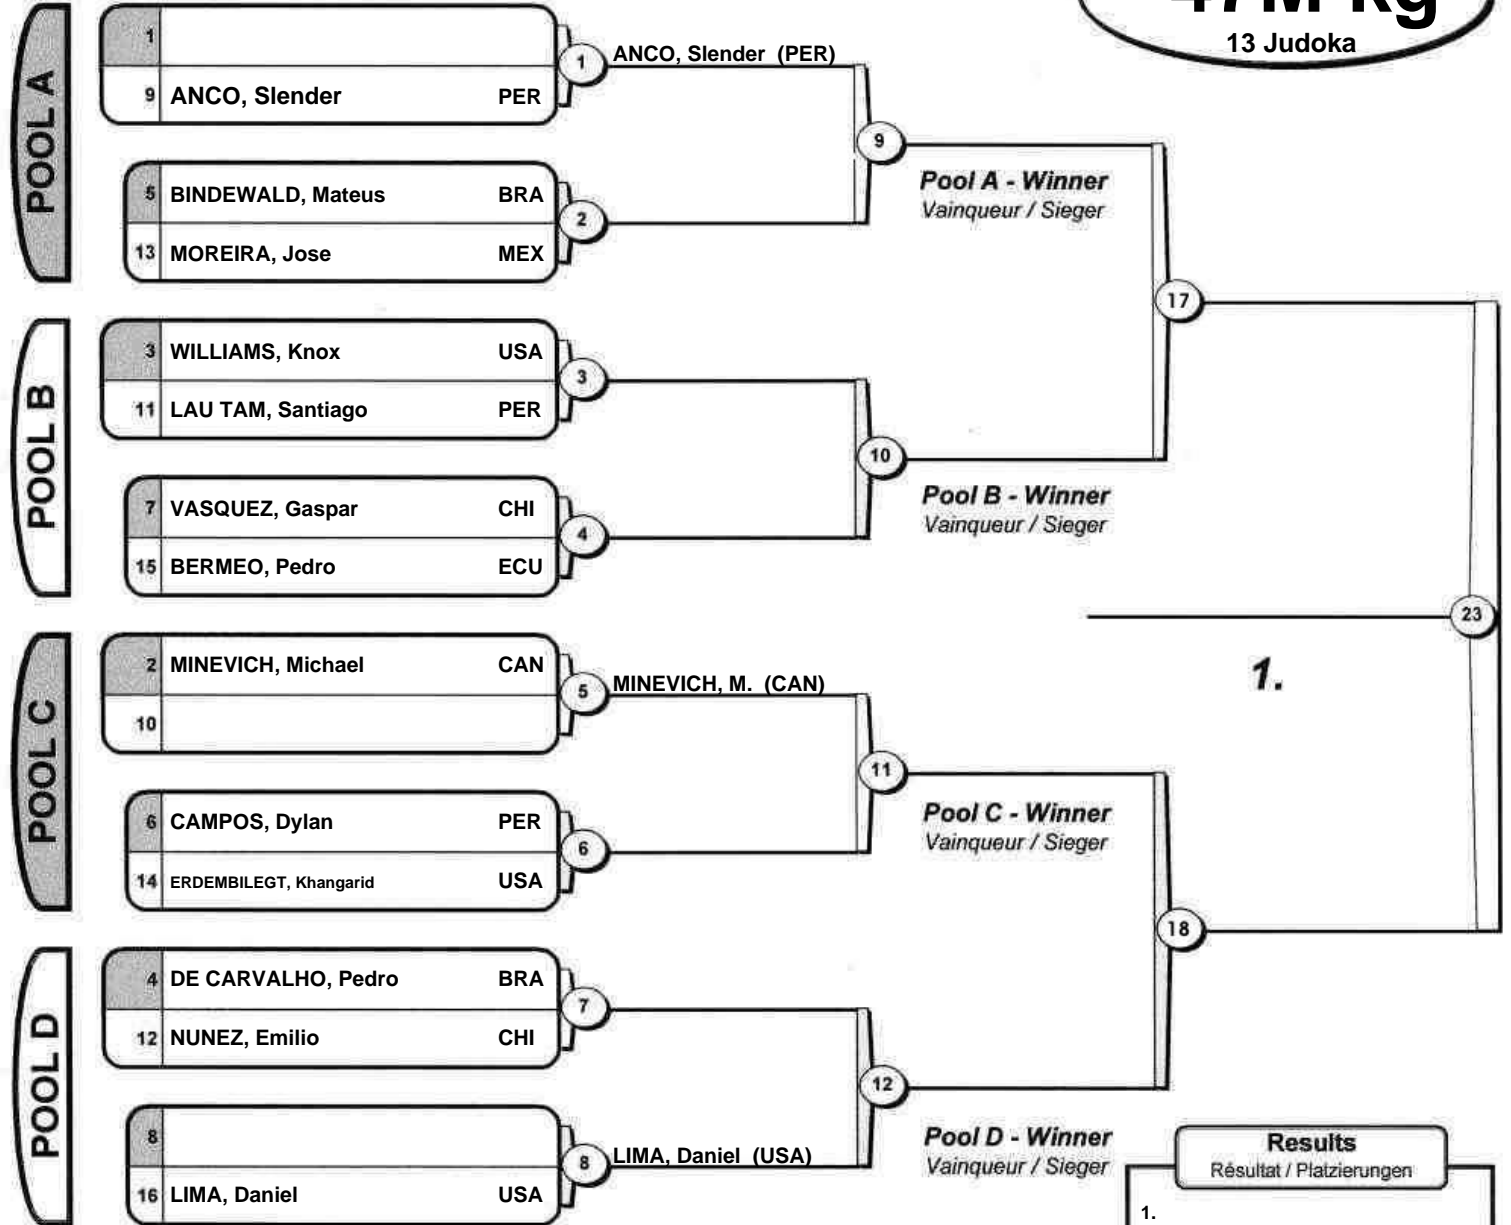 13 Judoka
POOL A
1
9 ANCO, Slender PER
1 ANCO, Slender (PER)
5 BINDEWALD, Mateus BRA
13 MOREIRA, Jose MEX
2
9
Pool A - Winner
Vainqueur / Sieger
POOL B
3 WILLIAMS, Knox USA
11 LAU TAM, Santiago PER
3
7 VASQUEZ, Gaspar CHI
15 BERMEO, Pedro ECU
4
10
Pool B - Winner
Vainqueur / Sieger
17
POOL C
2 MINEVICH, Michael CAN
10
5 MINEVICH, M. (CAN)
6 CAMPOS, Dylan PER
14 ERDEMBILEGT, Khangarid USA
6
11
Pool C - Winner
Vainqueur / Sieger
23
1.
POOL D
4 DE CARVALHO, Pedro BRA
12 NUNEZ, Emilio CHI
7
8
16 LIMA, Daniel USA
8 LIMA, Daniel (USA)
12
Pool D - Winner
Vainqueur / Sieger
18
Results
Résultat / Platzierungen
1.